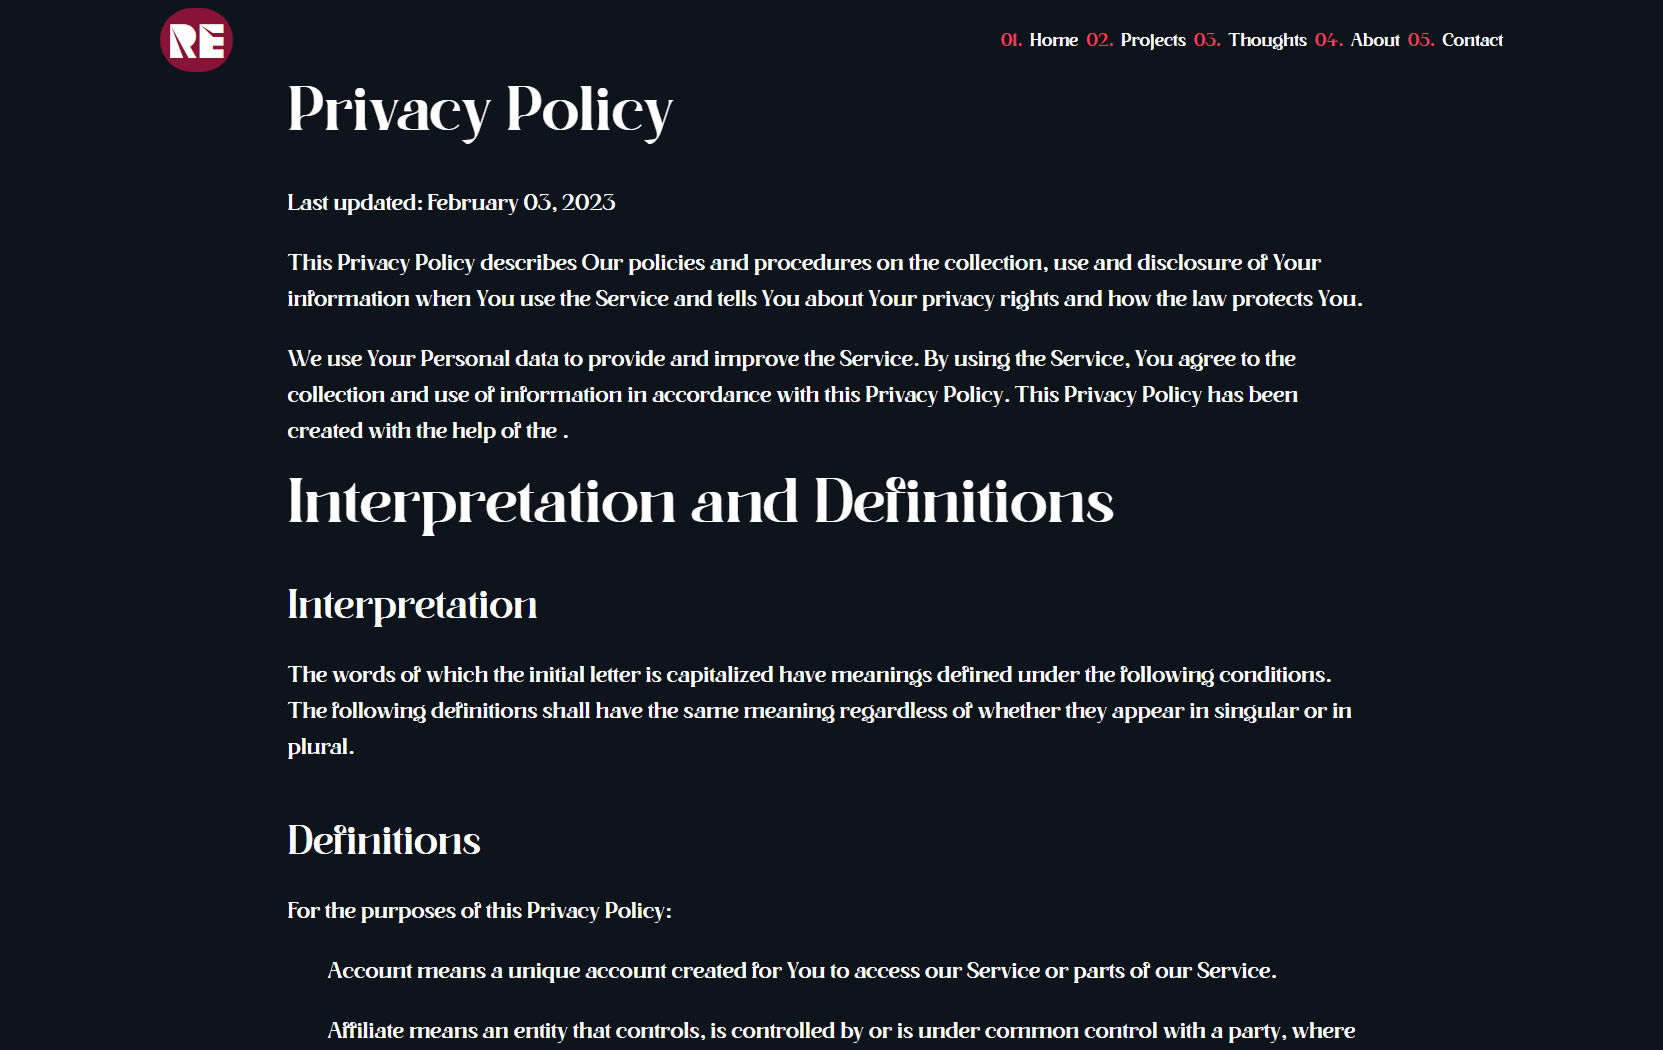 RE
01. Home 02. Projects 03. Thoughts 04. About 05. Contact
Privacy Policy
Last updated: February 03, 2023
This Privacy Policy describes Our policies and procedures on the collection, use and disclosure of Your
information when You use the Service and tells You about Your privacy rights and how the law protects You.
We use Your Personal data to provide and improve the Service. By using the Service, You agree to the
collection and use of information in accordance with this Privacy Policy. This Privacy Policy has been
created with the help of the .
Interpretation and Definitions
Interpretation
The words of which the initial letter is capitalized have meanings defined under the following conditions.
The following definitions shall have the same meaning regardless of whether they appear in singular or in
plural.
Definitions
For the purposes of this Privacy Policy:
Account means a unique account created for You to access our Service or parts of our Service.
Affiliate means an entity that controls, is controlled by or is under common control with a party, where